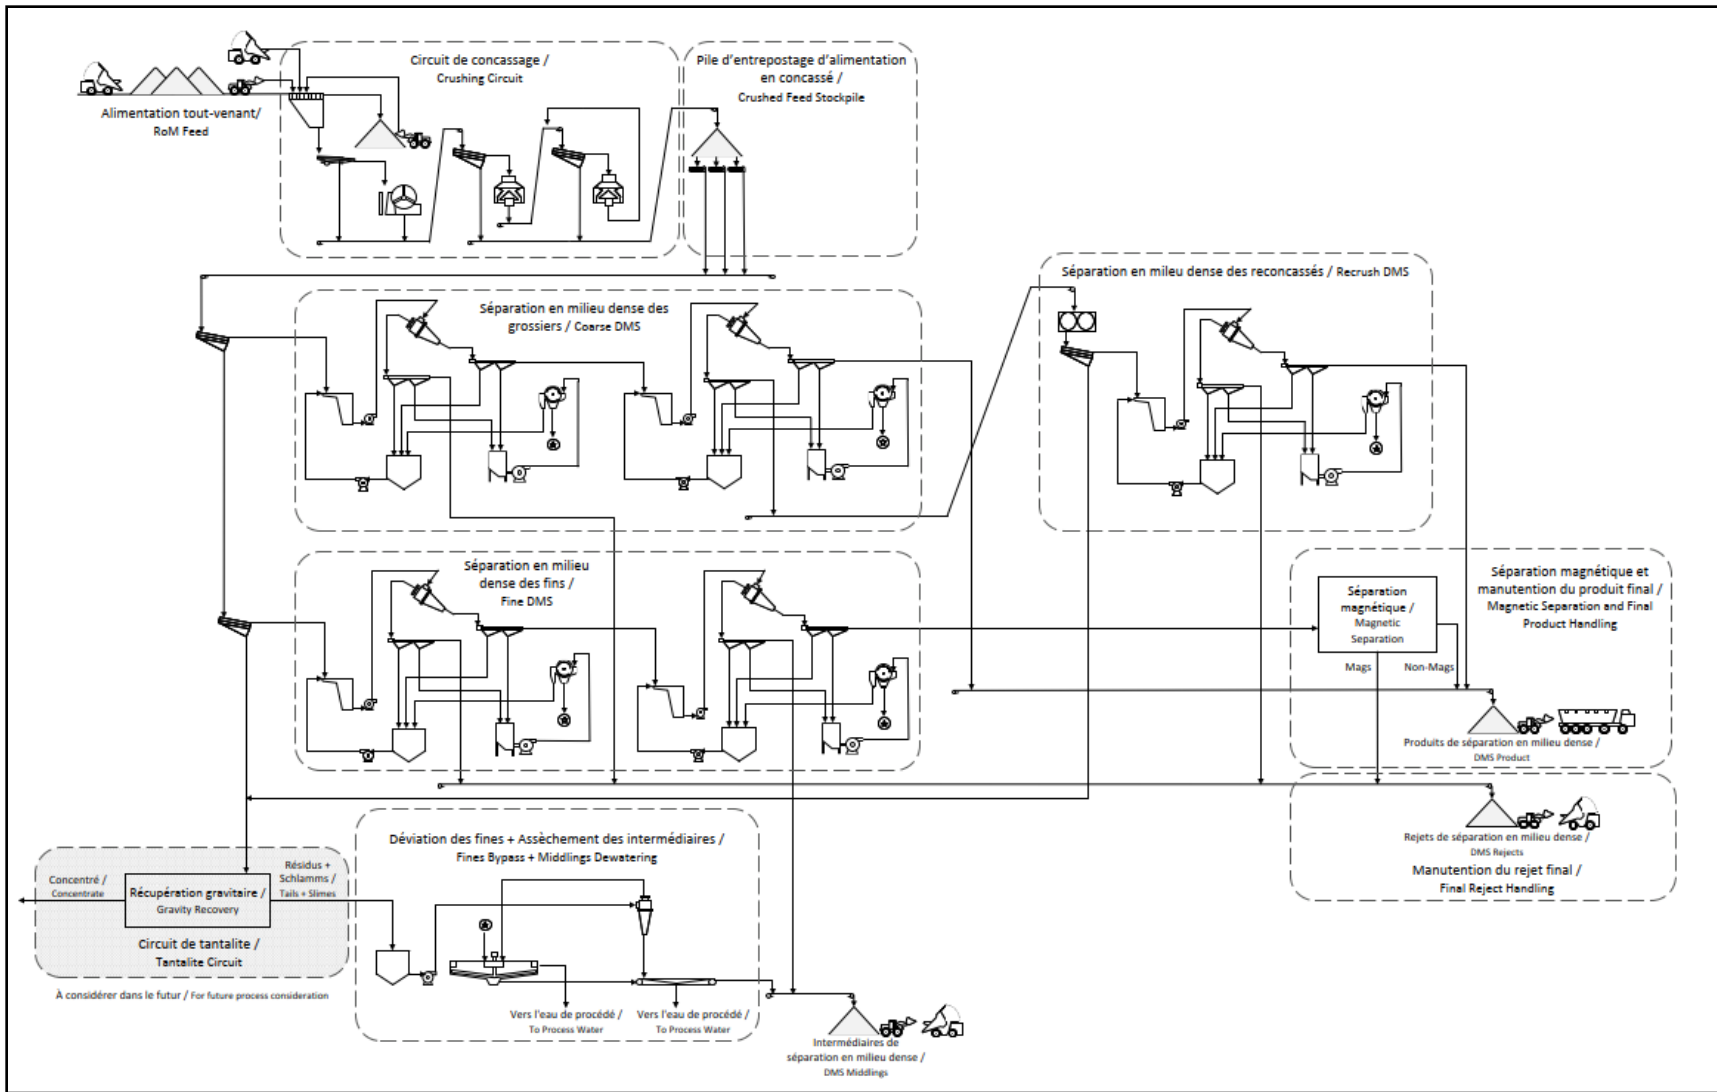 Circuit de concassage /
Crushing Circuit
Pile d'entrepostage d'alimentation
en concassé /
Crushed Feed Stockpile
Alimentation tout-venant/
RoM Feed
Séparation en mileu dense des reconcassés / Recrush DMS
Séparation en milieu dense des
grossiers / Coarse DMS
Séparation en milieu
dense des fins /
Fine DMS
Séparation magnétique et
manutention du produit final /
Magnetic Separation and Final
Product Handling
Séparation
magnétique /
Magnetic
Separation
Mags
Non-Mags
Produits de séparation en milieu dense /
DMS Product
Déviation des fines + Assèchement des intermédiaires /
Fines Bypass + Middlings Dewatering
Rejets de séparation en milieu dense /
DMS Rejects
Manutention du rejet final /
Final Reject Handling
Concentré /
Concentrate
Récupération gravitaire /
Gravity Recovery
Résidus +
Schlamms /
Tails + Slimes
Circuit de tantalite /
Tantalite Circuit
À considérer dans le futur / For future process consideration
Vers l'eau de procédé /
To Process Water
Vers l'eau de procédé /
To Process Water
Intermédiaires de
séparation en milieu dense /
DMS Middlings